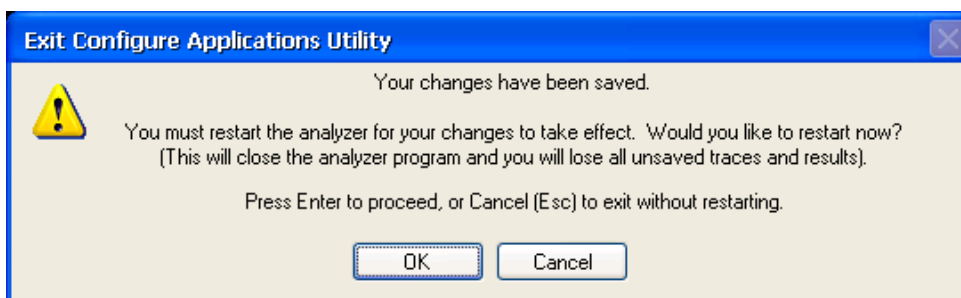 Exit Configure Applications Utility
Your changes have been saved.
You must restart the analyzer for your changes to take effect.  Would you like to restart now?
(This will close the analyzer program and you will lose all unsaved traces and results).
Press Enter to proceed, or Cancel (Esc) to exit without restarting.
OK
Cancel